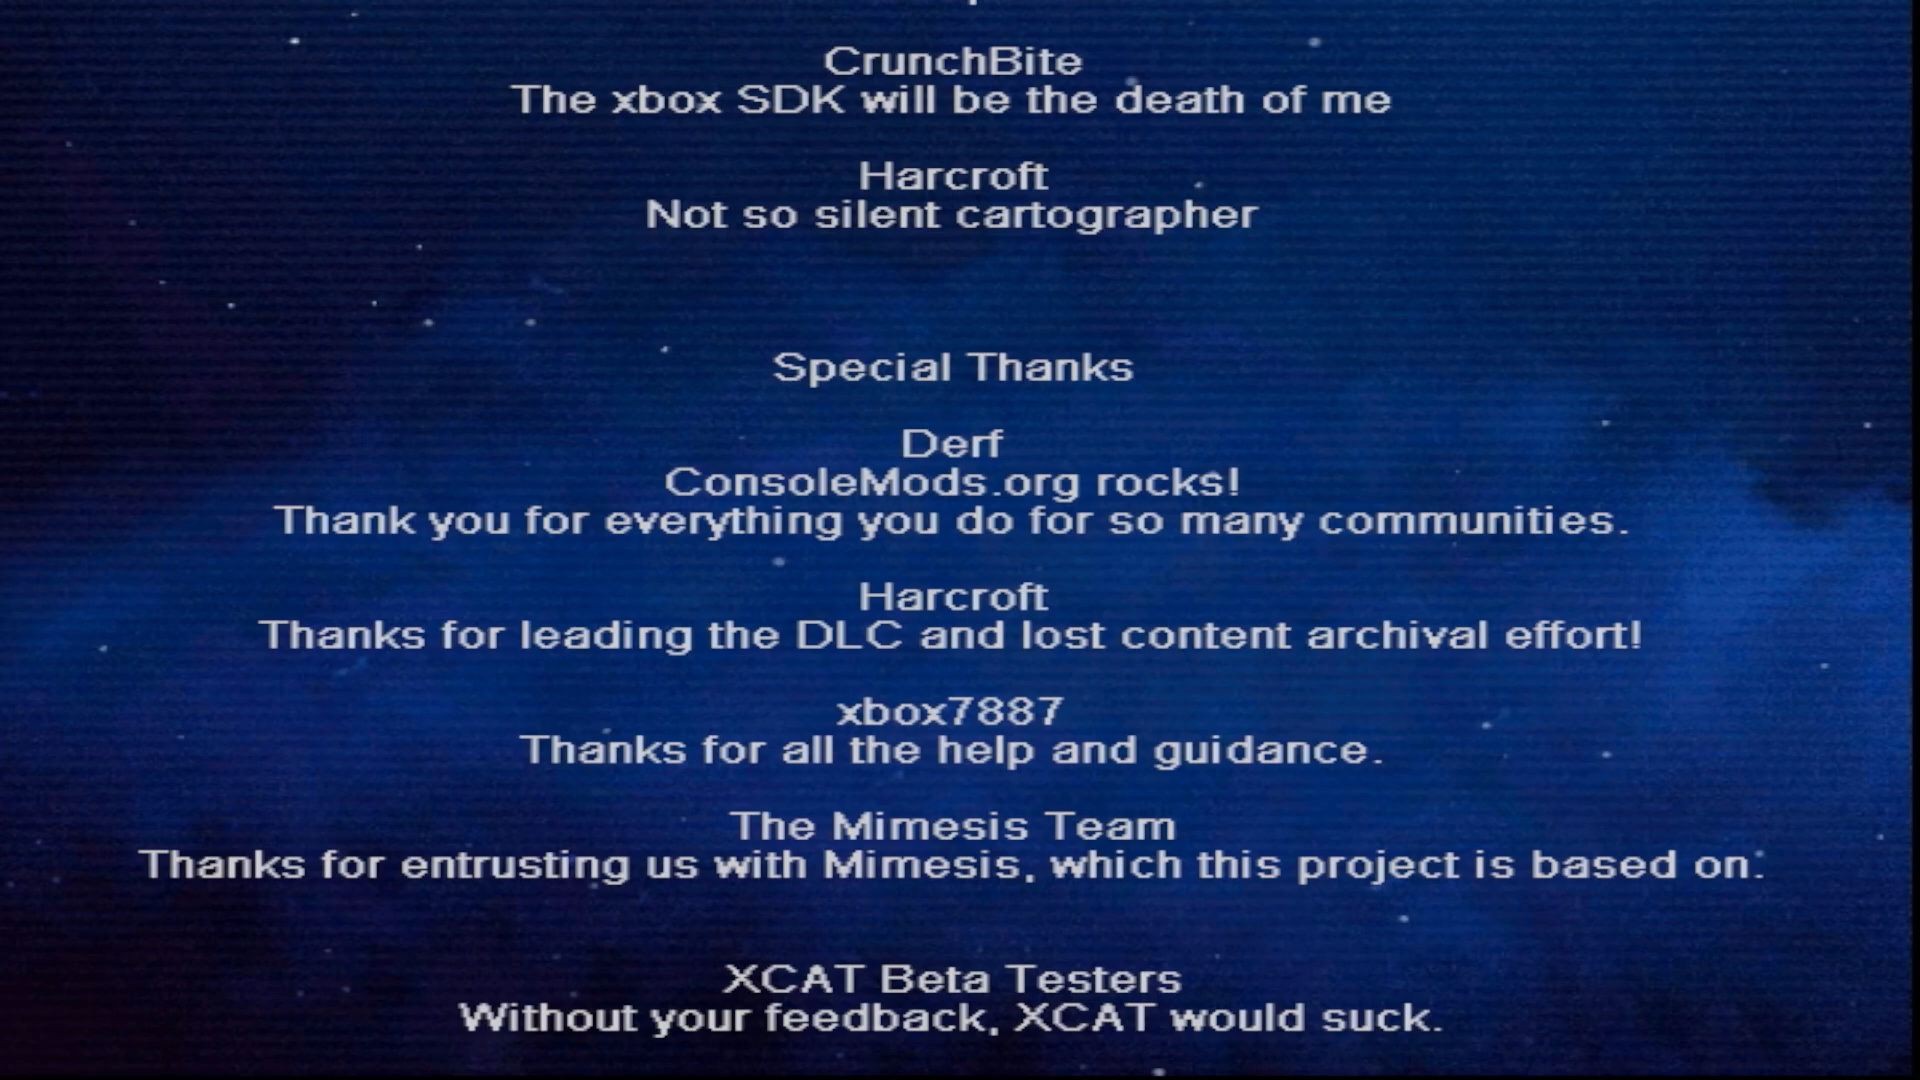 CrunchBite
The xbox SDK will be the death of me
Harcroft
Not so silent cartographer
Special Thanks
Derf
ConsoleMods.org rocks!
Thank you for everything you do for so many communities.
Harcroft
Thanks for leading the DLC and lost content archival effort!
xbox7887
Thanks for all the help and guidance.
The Mimesis Team
Thanks for entrusting us with Mimesis, which this project is based on.
XCAT Beta Testers
Without your feedback, XCAT would suck.